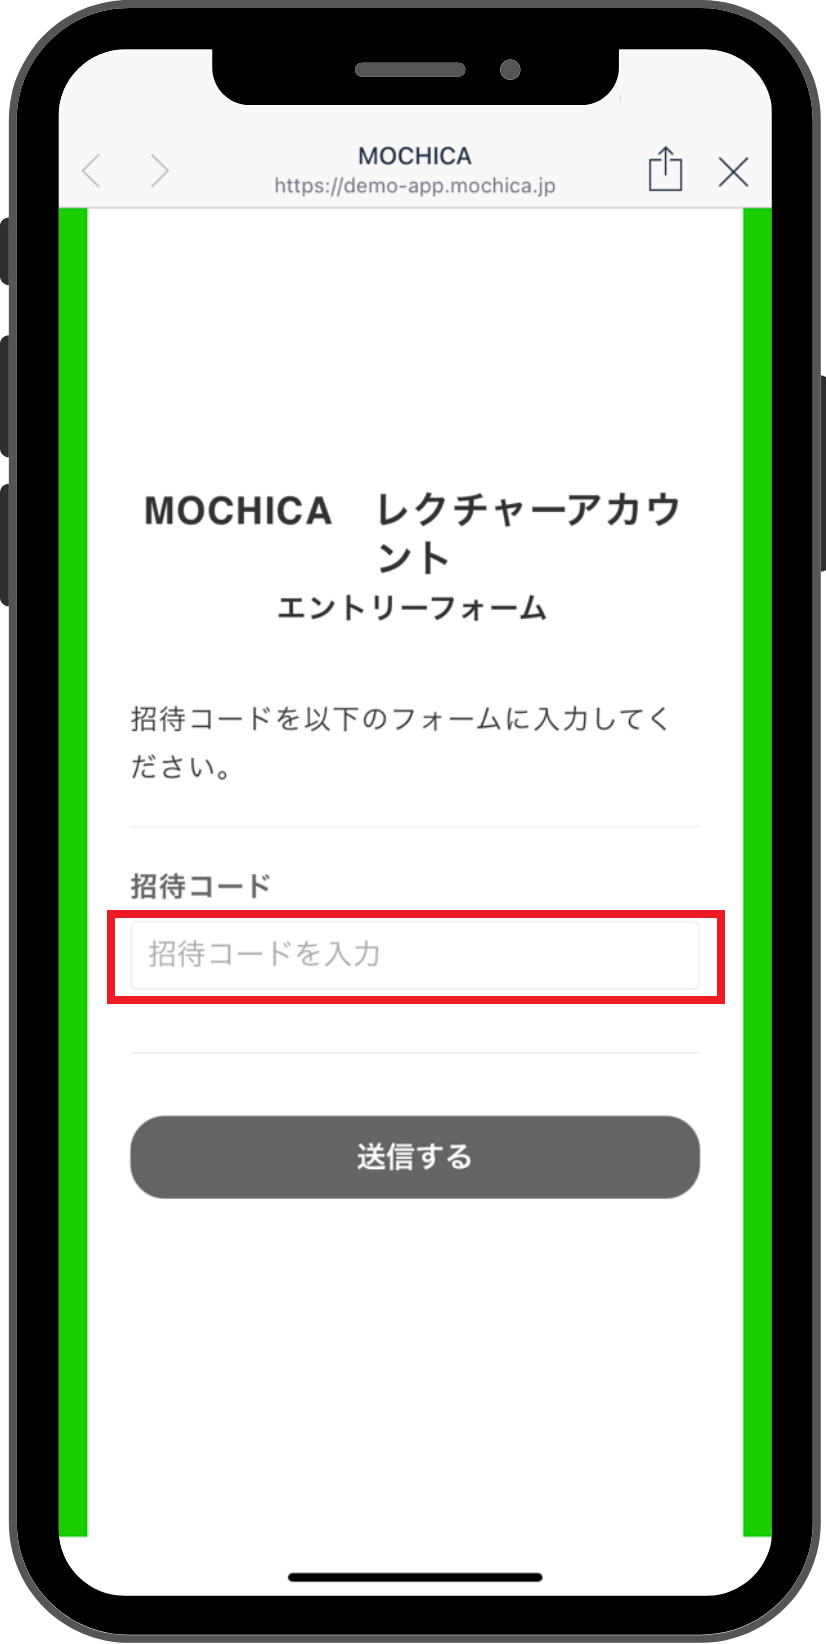 MOCHICA
https://demo-app.mochica.jp
MOCHICA　レクチャーアカウ
ント
エントリーフォーム
招待コードを以下のフォームに入力してく
ださい。
招待コード
招待コードを入力
送信する